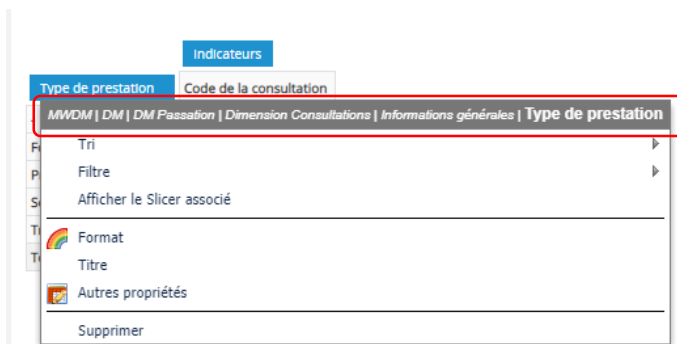 Indicateurs
Type de prestation Code de la consultation
MWDM | DM | DM Passation | Dimension Consultations | Informations générales | Type de prestation
Tri
Filtre
Afficher le Slicer associé
Format
Titre
Autres propriétés
Supprimer